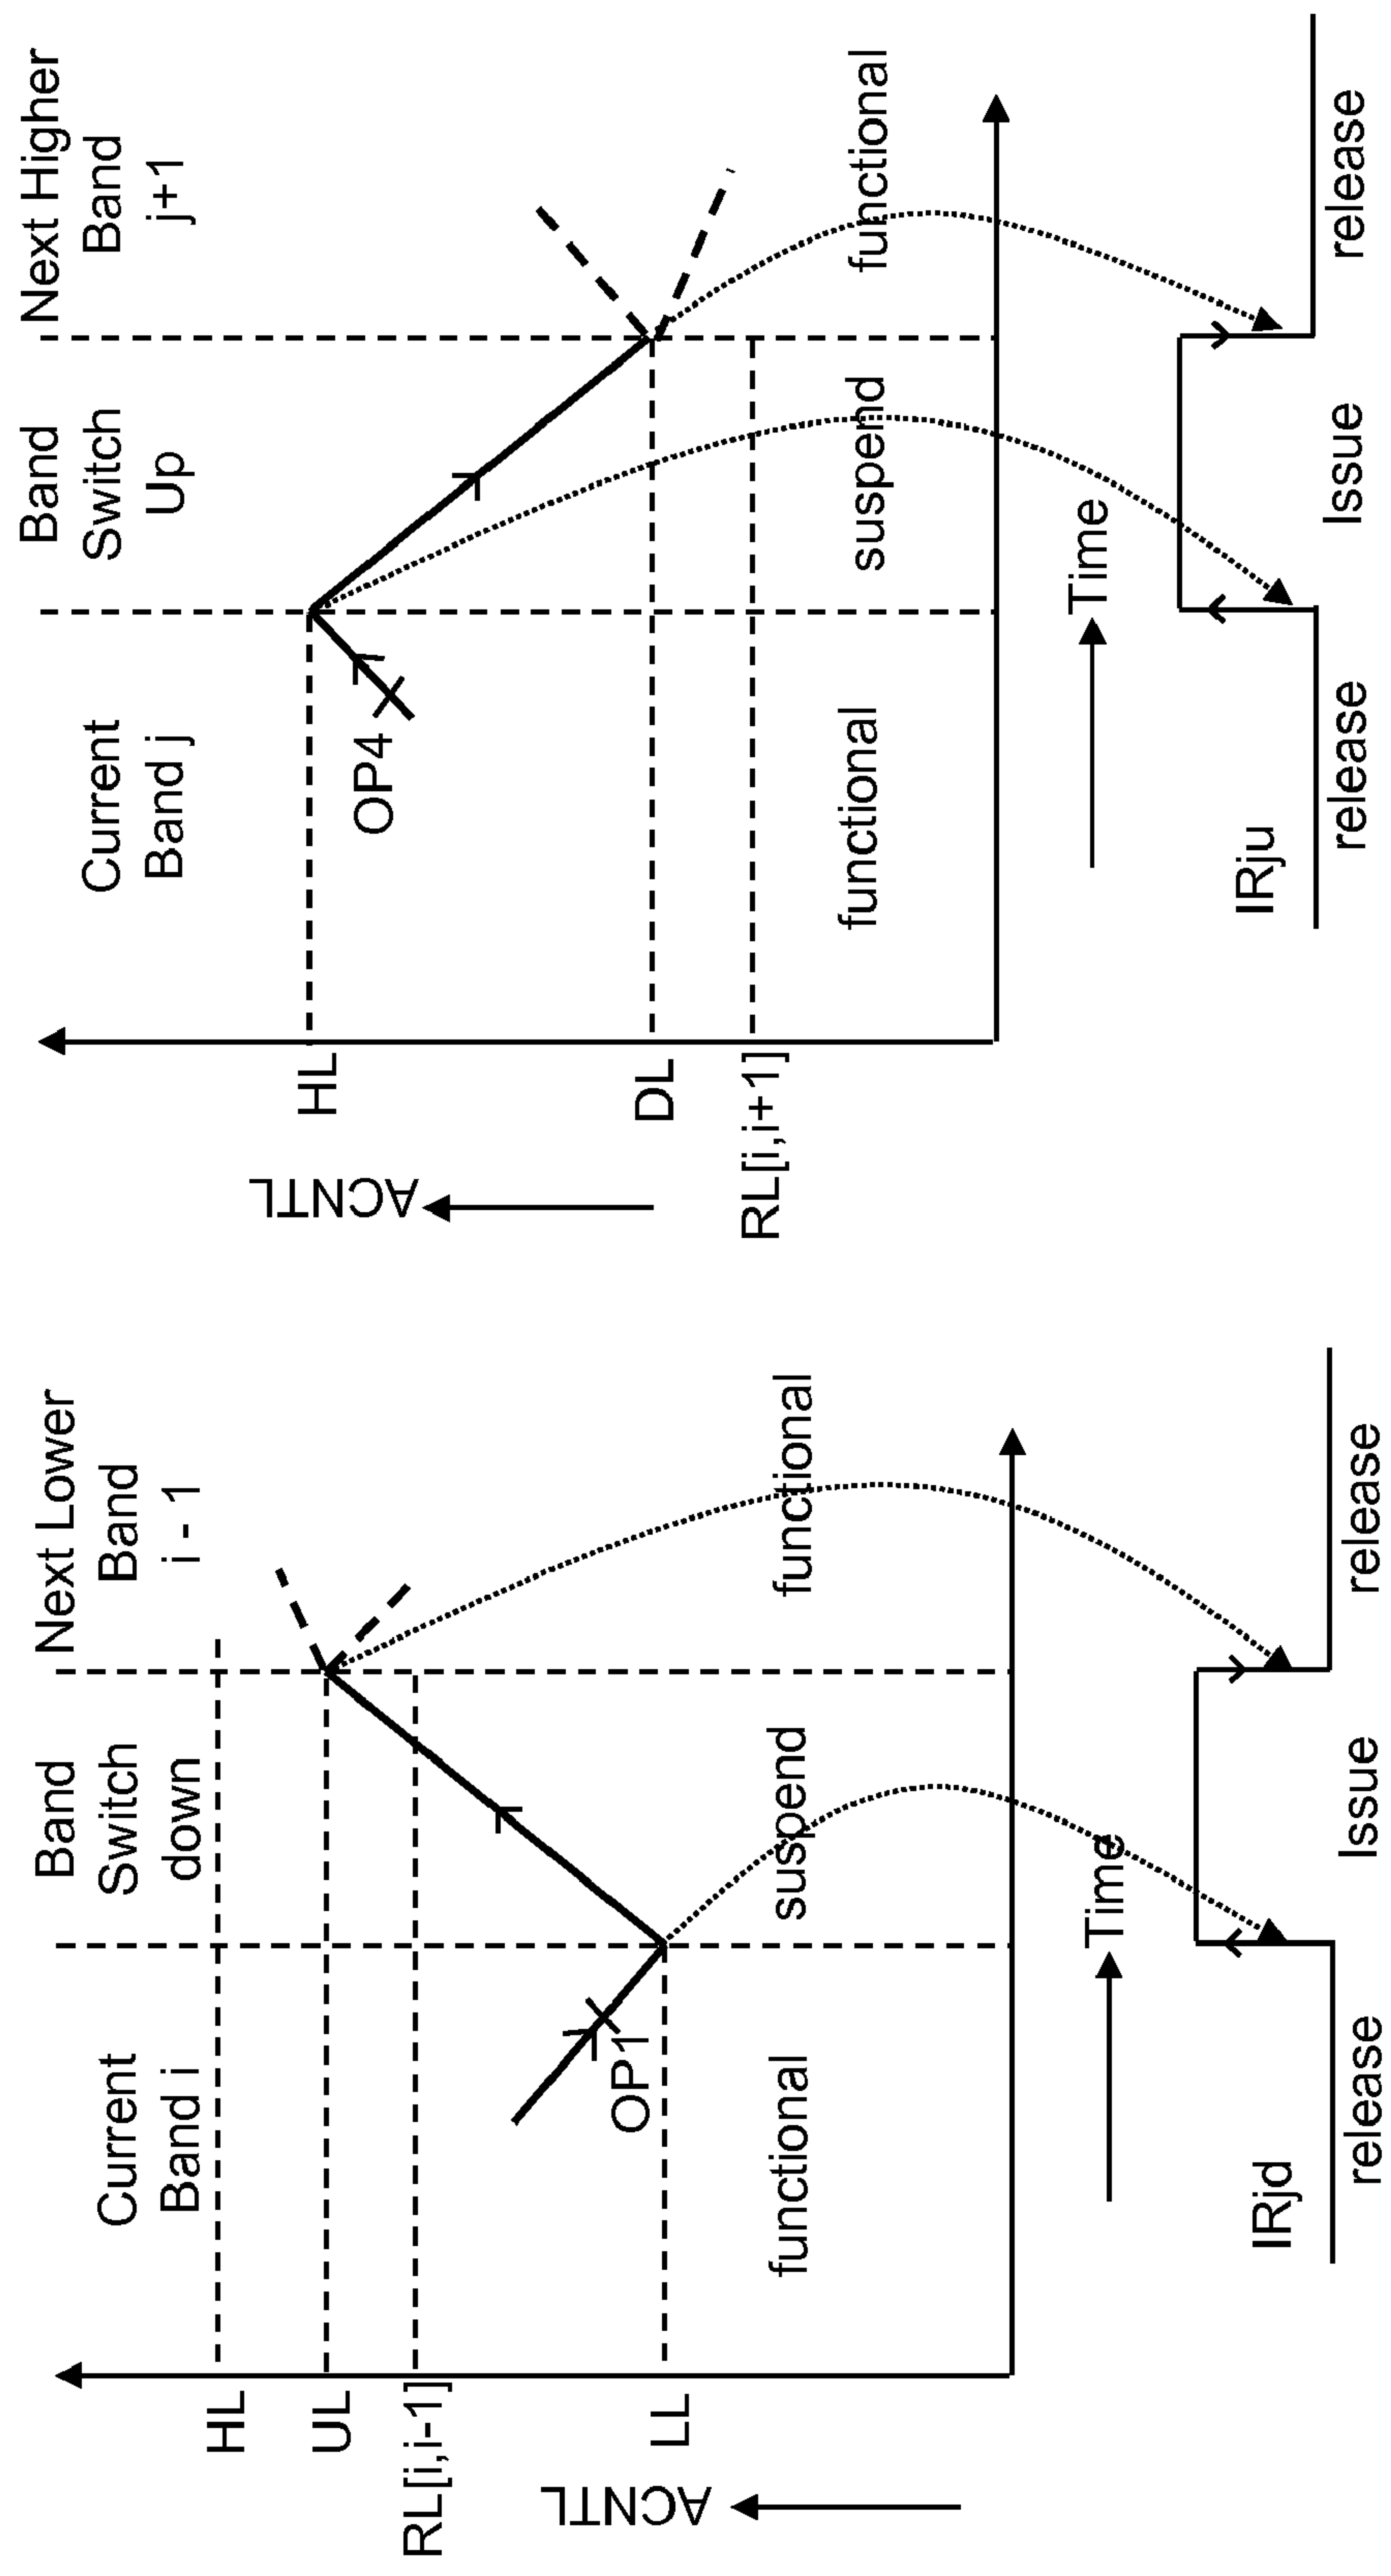 Current
Band i
Band
Switch
down
Next Lower
Band
i - 1
HL
UL
RL[i,i-1]
LL
ACNTL
OP1
functional
suspend
functional
Time
IRjd
release
Issue
release
Current
Band j
Band
Switch
Up
Next Higher
Band
j+1
HL
DL
RL[i,i+1]
ACNTL
OP4
functional
suspend
functional
Time
IRju
release
Issue
release